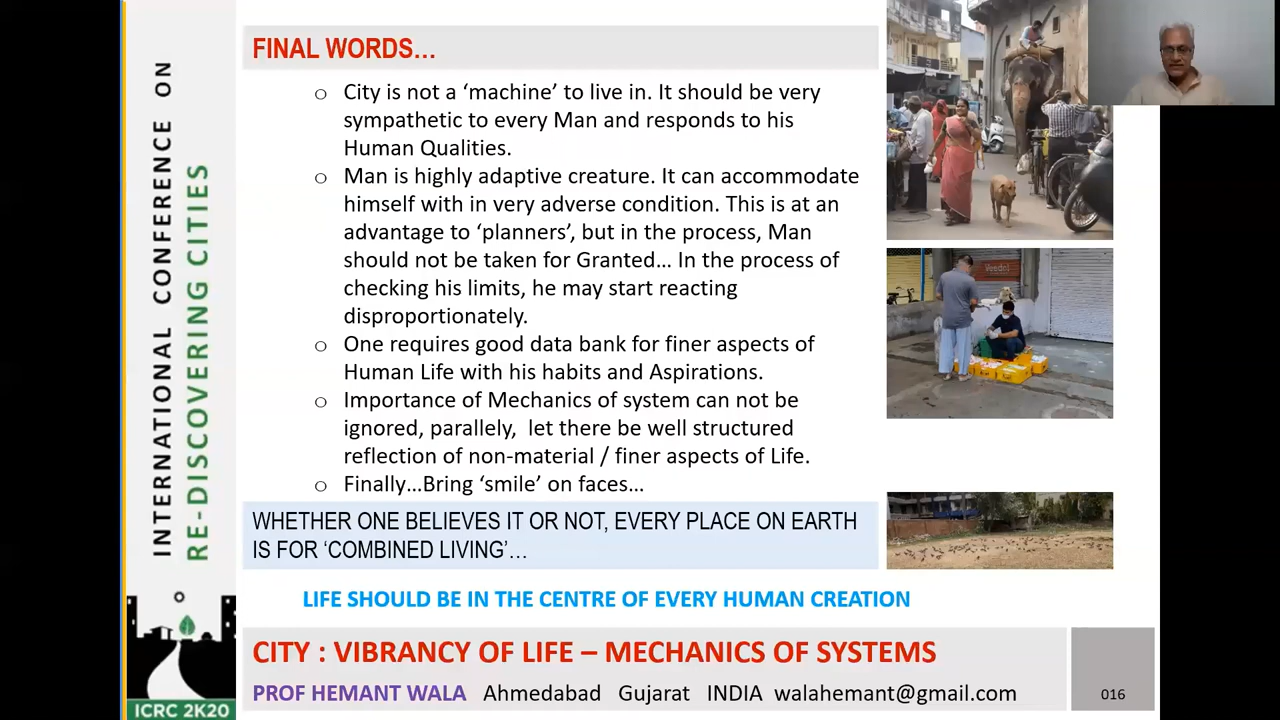 INTERNATIONAL CONFERENCE ON
RE-DISCOVERING CITIES
ICRC 2K20
FINAL WORDS...
City is not a ‘machine’ to live in. It should be very
sympathetic to every Man and responds to his
Human Qualities.
Man is highly adaptive creature. It can accommodate
himself with in very adverse condition. This is at an
advantage to ‘planners’, but in the process, Man
should not be taken for Granted... In the process of
checking his limits, he may start reacting
disproportionately.
One requires good data bank for finer aspects of
Human Life with his habits and Aspirations.
Importance of Mechanics of system can not be
ignored, parallely, let there be well structured
reflection of non-material / finer aspects of Life.
Finally...Bring ‘smile’ on faces...
WHETHER ONE BELIEVES IT OR NOT, EVERY PLACE ON EARTH
IS FOR ‘COMBINED LIVING’...
LIFE SHOULD BE IN THE CENTRE OF EVERY HUMAN CREATION
CITY : VIBRANCY OF LIFE – MECHANICS OF SYSTEMS
PROF HEMANT WALA Ahmedabad Gujarat INDIA walahemant@gmail.com
016
Veedol